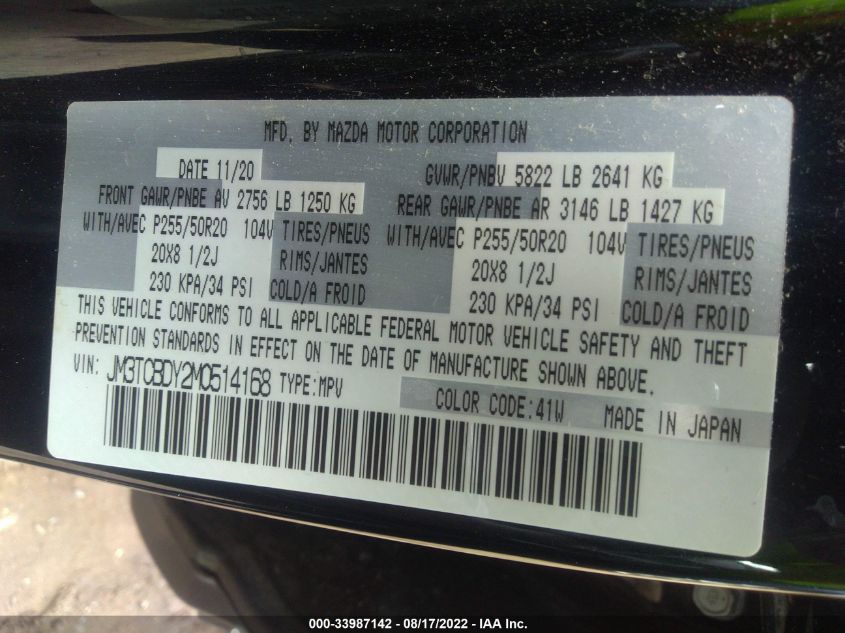 MFD. BY MAZDA MOTOR CORPORATION
DATE 11/20 GVWR/PNBV 5822 LB 2641 KG
FRONT GAWR/PNBE AV 2756 LB 1250 KG REAR GAWR/PNBE AR 3146 LB 1427 KG
WITH/AVEC P255/50R20 104V TIRES/PNEUS WITH/AVEC P255/50R20 104V TIRES/PNEUS
20X8 1/2J RIMS/JANTES 20X8 1/2J RIMS/JANTES
230 KPA/34 PSI COLD/A FROID 230 KPA/34 PSI COLD/A FROID
THIS VEHICLE CONFORMS TO ALL APPLICABLE FEDERAL MOTOR VEHICLE SAFETY AND THEFT
PREVENTION STANDARDS IN EFFECT ON THE DATE OF MANUFACTURE SHOWN ABOVE.
VIN: JM3TCBDY2M0514168 TYPE:MPV COLOR CODE:41W MADE IN JAPAN
000-33987142 - 08/17/2022 - IAA Inc.